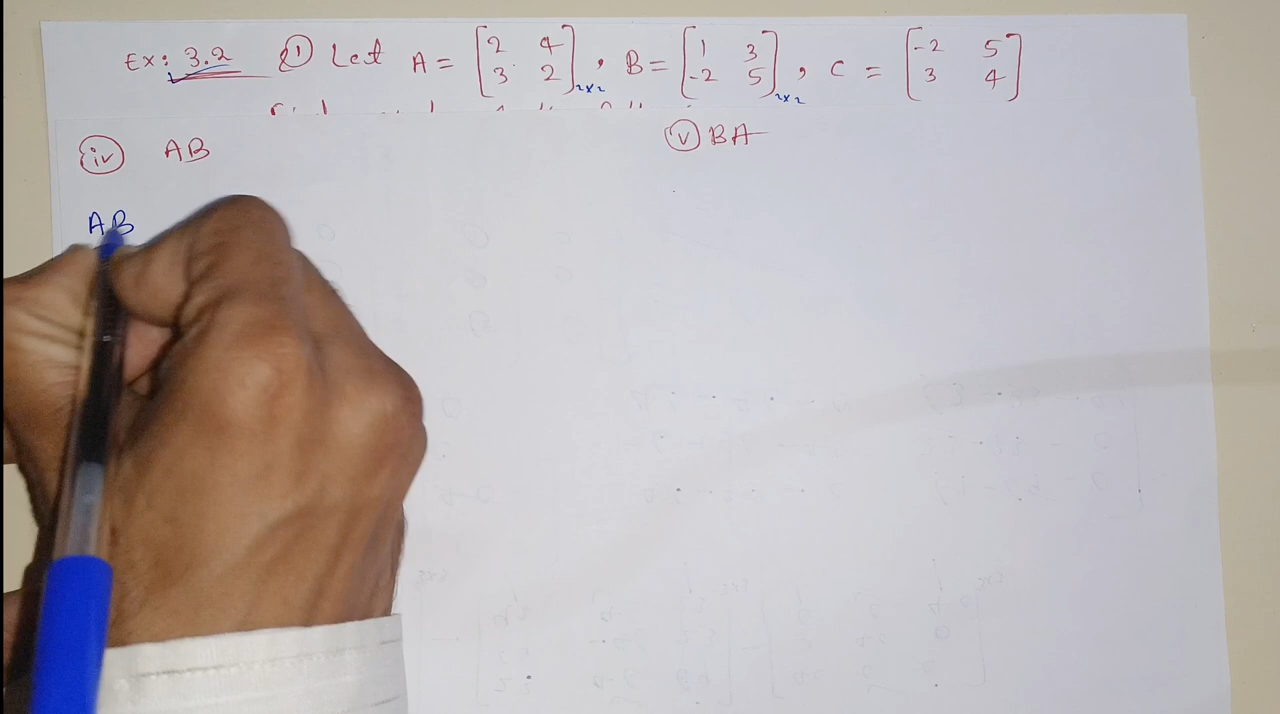 Ex: 3.2 ① Let A = [2 4 3 2]2×2, B = [1 3 -2 5]2×2, C = [-2 5 3 4]
iv AB
v BA
AB